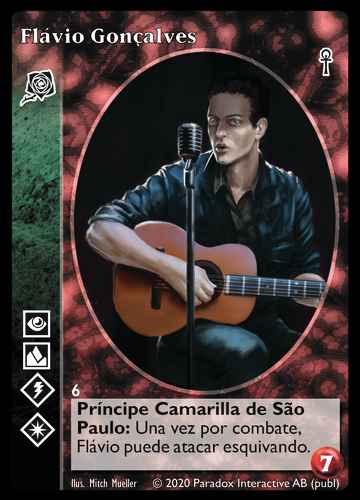 Flávio Gonçalves
6
Príncipe Camarilla de São
Paulo: Una vez por combate,
Flávio puede atacar esquivando.
7
Illus. Mitch Mueller © 2020 Paradox Interactive AB (publ)